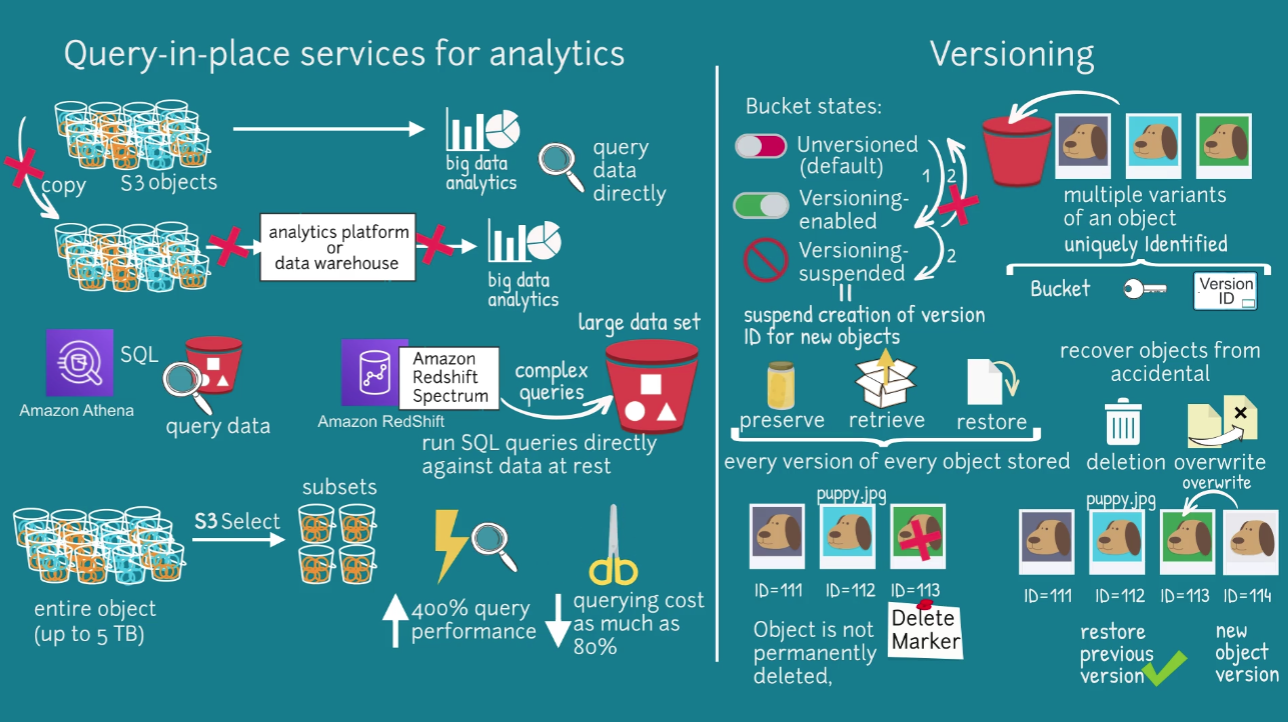 Query-in-place services for analytics
copy
S3 objects
big data
analytics
query
data
directly
analytics platform
or
data warehouse
big data
analytics
SQL
Amazon Athena
query data
Amazon
Redshift
Spectrum
Amazon RedShift
complex
queries
large data set
run SQL queries directly
against data at rest
entire object
(up to 5 TB)
S3 Select
subsets
400% query
performance
querying cost
as much as
80%
Versioning
Bucket states:
Unversioned
(default)
Versioning-
enabled
Versioning-
suspended
1
2
2
suspend creation of version
ID for new objects
preserve
retrieve
restore
every version of every object stored
multiple variants
of an object
uniquely Identified
Bucket
Version
ID
recover objects from
accidental
deletion
overwrite
puppy.jpg
ID=111
ID=112
ID=113
Object is not
permanently
deleted,
Delete
Marker
overwrite
puppy.jpg
ID=111
ID=112
ID=113
ID=114
restore
previous
version
new
object
version